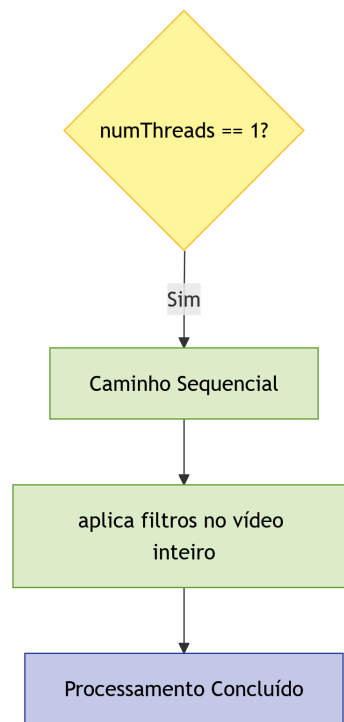 numThreads == 1?
Sim
Caminho Sequencial
aplica filtros no vídeo
inteiro
Processamento Concluído